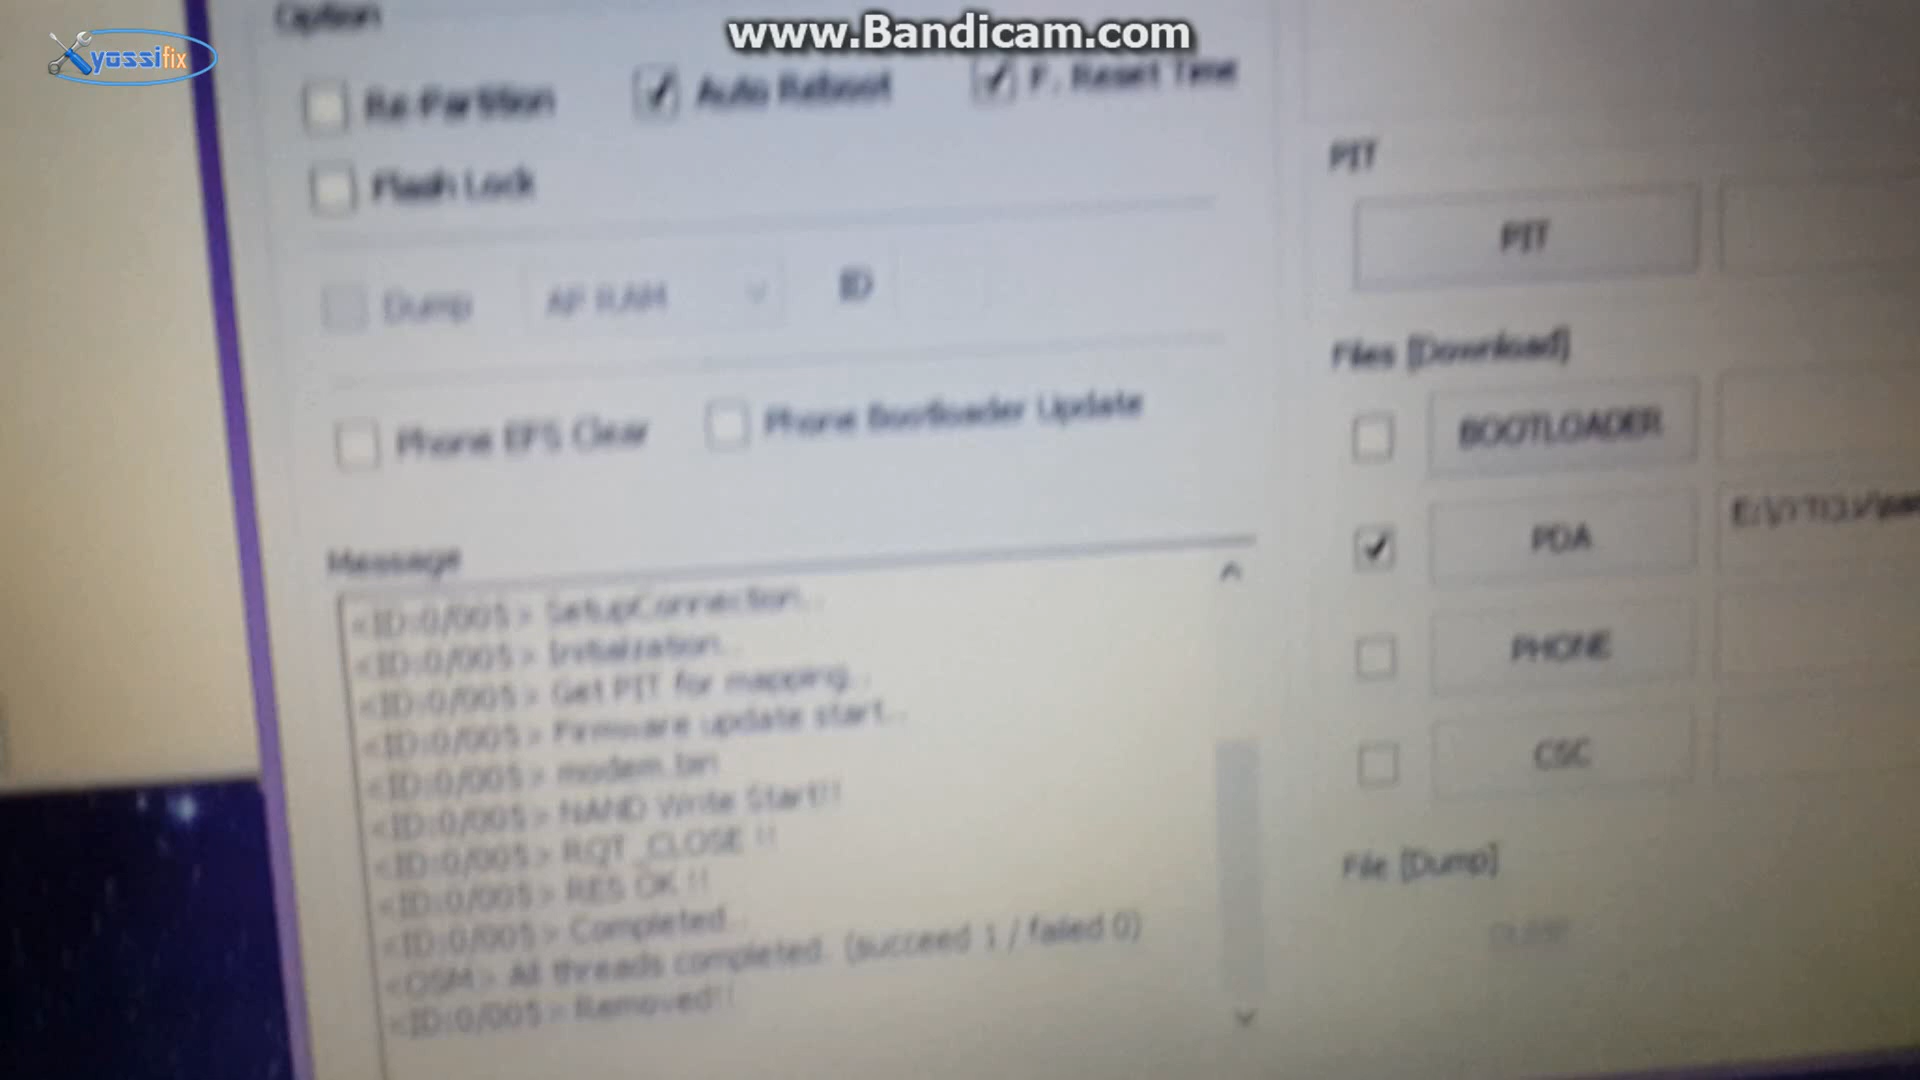 www.Bandicam.com
yossifix
Option
Re-Partition
Auto Reboot
F. Reset Time
Flash Lock
Dump
AP RAM
ID
Phone EFS Clear
Phone Bootloader Update
Message
<ID:0/005> SetupConnection..
<ID:0/005> Initialzation..
<ID:0/005> Get PIT for mapping..
<ID:0/005> Firmware update start..
<ID:0/005> modem.bin
<ID:0/005> NAND Write Start!!
<ID:0/005> RQT_CLOSE !!
<ID:0/005> RES OK !!
<ID:0/005> Completed..
<OSM> All threads completed. (succeed 1 / failed 0)
<ID:0/005> Removed!!
PIT
PIT
Files [Download]
BOOTLOADER
PDA
PHONE
CSC
File [Dump]